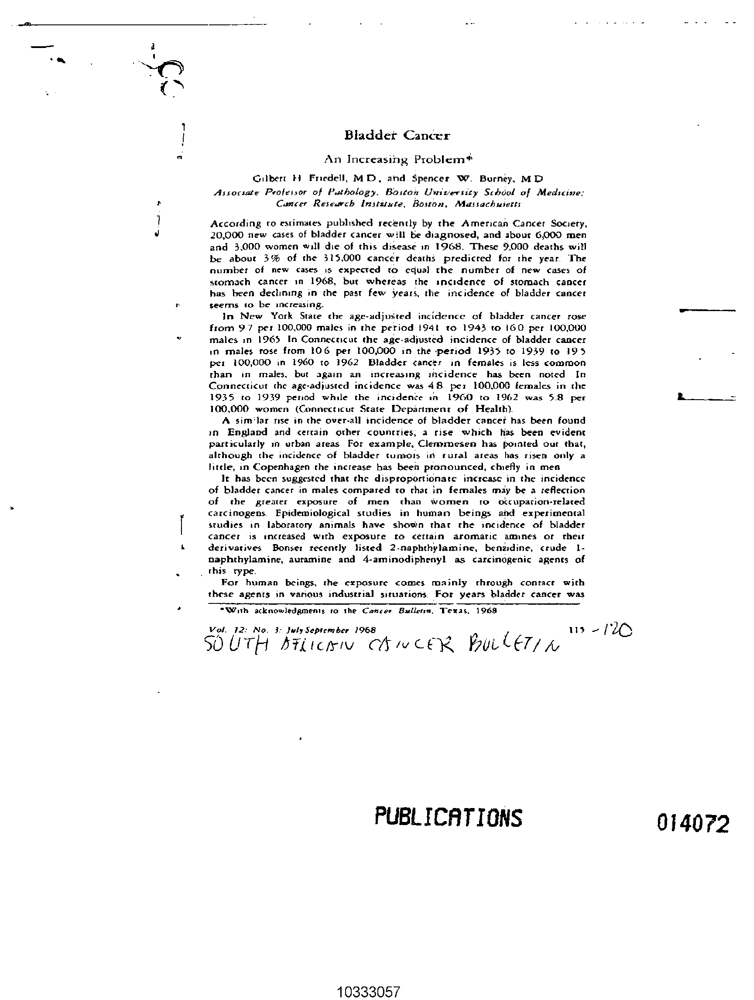 Bladder Cancer
An Increasing Problem*
Gilbert H Friedell, M D, and Spencer W. Burney, M D
Associate Professor of Pathology, Boston University School of Medicine;
Cancer Research Institute, Boston, Massachusetts
According to estimates published recently by the American Cancer Society,
20,000 new cases of bladder cancer will be diagnosed, and about 6,000 men
and 3,000 women will die of this disease in 1968. These 9,000 deaths will
be about 3% of the 315,000 cancer deaths predicted for the year. The
number of new cases is expected to equal the number of new cases of
stomach cancer in 1968, but whereas the incidence of stomach cancer
has been declining in the past few years, the incidence of bladder cancer
seems to be increasing.
In New York State the age-adjusted incidence of bladder cancer rose
from 9 7 per 100,000 males in the period 1941 to 1943 to 16 0 per 100,000
males in 1965 In Connecticut the age-adjusted incidence of bladder cancer
in males rose from 10 6 per 100,000 in the period 1935 to 1939 to 19 5
per 100,000 in 1960 to 1962 Bladder cancer in females is less common
than in males, but again an increasing incidence has been noted In
Connecticut the age-adjusted incidence was 4 8 per 100,000 females in the
1935 to 1939 period while the incidence in 1960 to 1962 was 5.8 per
100,000 women (Connecticut State Department of Health).
A similar rise in the over-all incidence of bladder cancer has been found
in England and certain other countries, a rise which has been evident
particularly in urban areas For example, Clemmesen has pointed out that,
although the incidence of bladder tumors in rural areas has risen only a
little, in Copenhagen the increase has been pronounced, chiefly in men
It has been suggested that the disproportionate increase in the incidence
of bladder cancer in males compared to that in females may be a reflection
of the greater exposure of men than women to occupation-related
carcinogens. Epidemiological studies in human beings and experimental
studies in laboratory animals have shown that the incidence of bladder
cancer is increased with exposure to certain aromatic amines or their
derivatives Bonser recently listed 2-naphthylamine, benzidine, crude 1-
naphthylamine, auramine and 4-aminodiphenyl as carcinogenic agents of
this type.
For human beings, the exposure comes mainly through contact with
these agents in various industrial situations For years bladder cancer was
*With acknowledgments to the Cancer Bulletin, Texas, 1968
Vol. 12: No. 3: July September 1968 115 - 120
SOUTH AFRICAN CANCER BULLETIN
PUBLICATIONS
014072
10333057